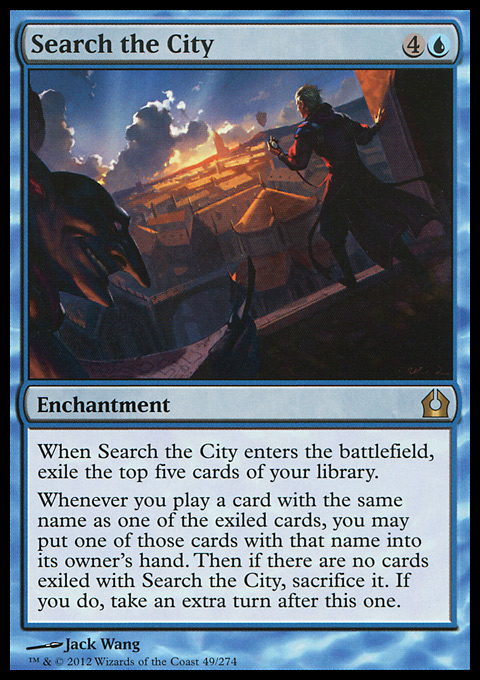 Search the City 4
Enchantment
When Search the City enters the battlefield,
exile the top five cards of your library.
Whenever you play a card with the same
name as one of the exiled cards, you may
put one of those cards with that name into
its owner's hand. Then if there are no cards
exiled with Search the City, sacrifice it. If
you do, take an extra turn after this one.
Jack Wang
™ & © 2012 Wizards of the Coast 49/274